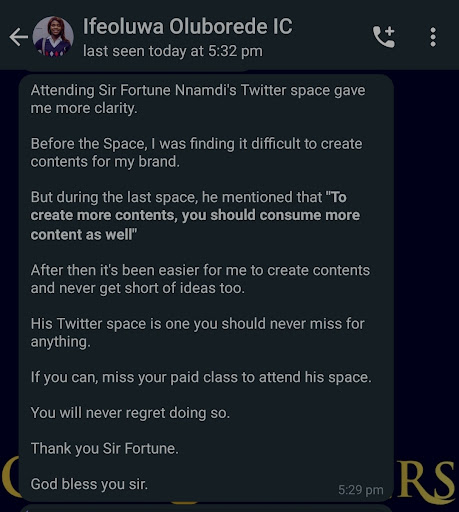 Ifeoluwa Oluborede IC
last seen today at 5:32 pm
Attending Sir Fortune Nnamdi's Twitter space gave
me more clarity.
Before the Space, I was finding it difficult to create
contents for my brand.
But during the last space, he mentioned that "To
create more contents, you should consume more
content as well"
After then it's been easier for me to create contents
and never get short of ideas too.
His Twitter space is one you should never miss for
anything.
If you can, miss your paid class to attend his space.
You will never regret doing so.
Thank you Sir Fortune.
God bless you sir.
5:29 pm
RS